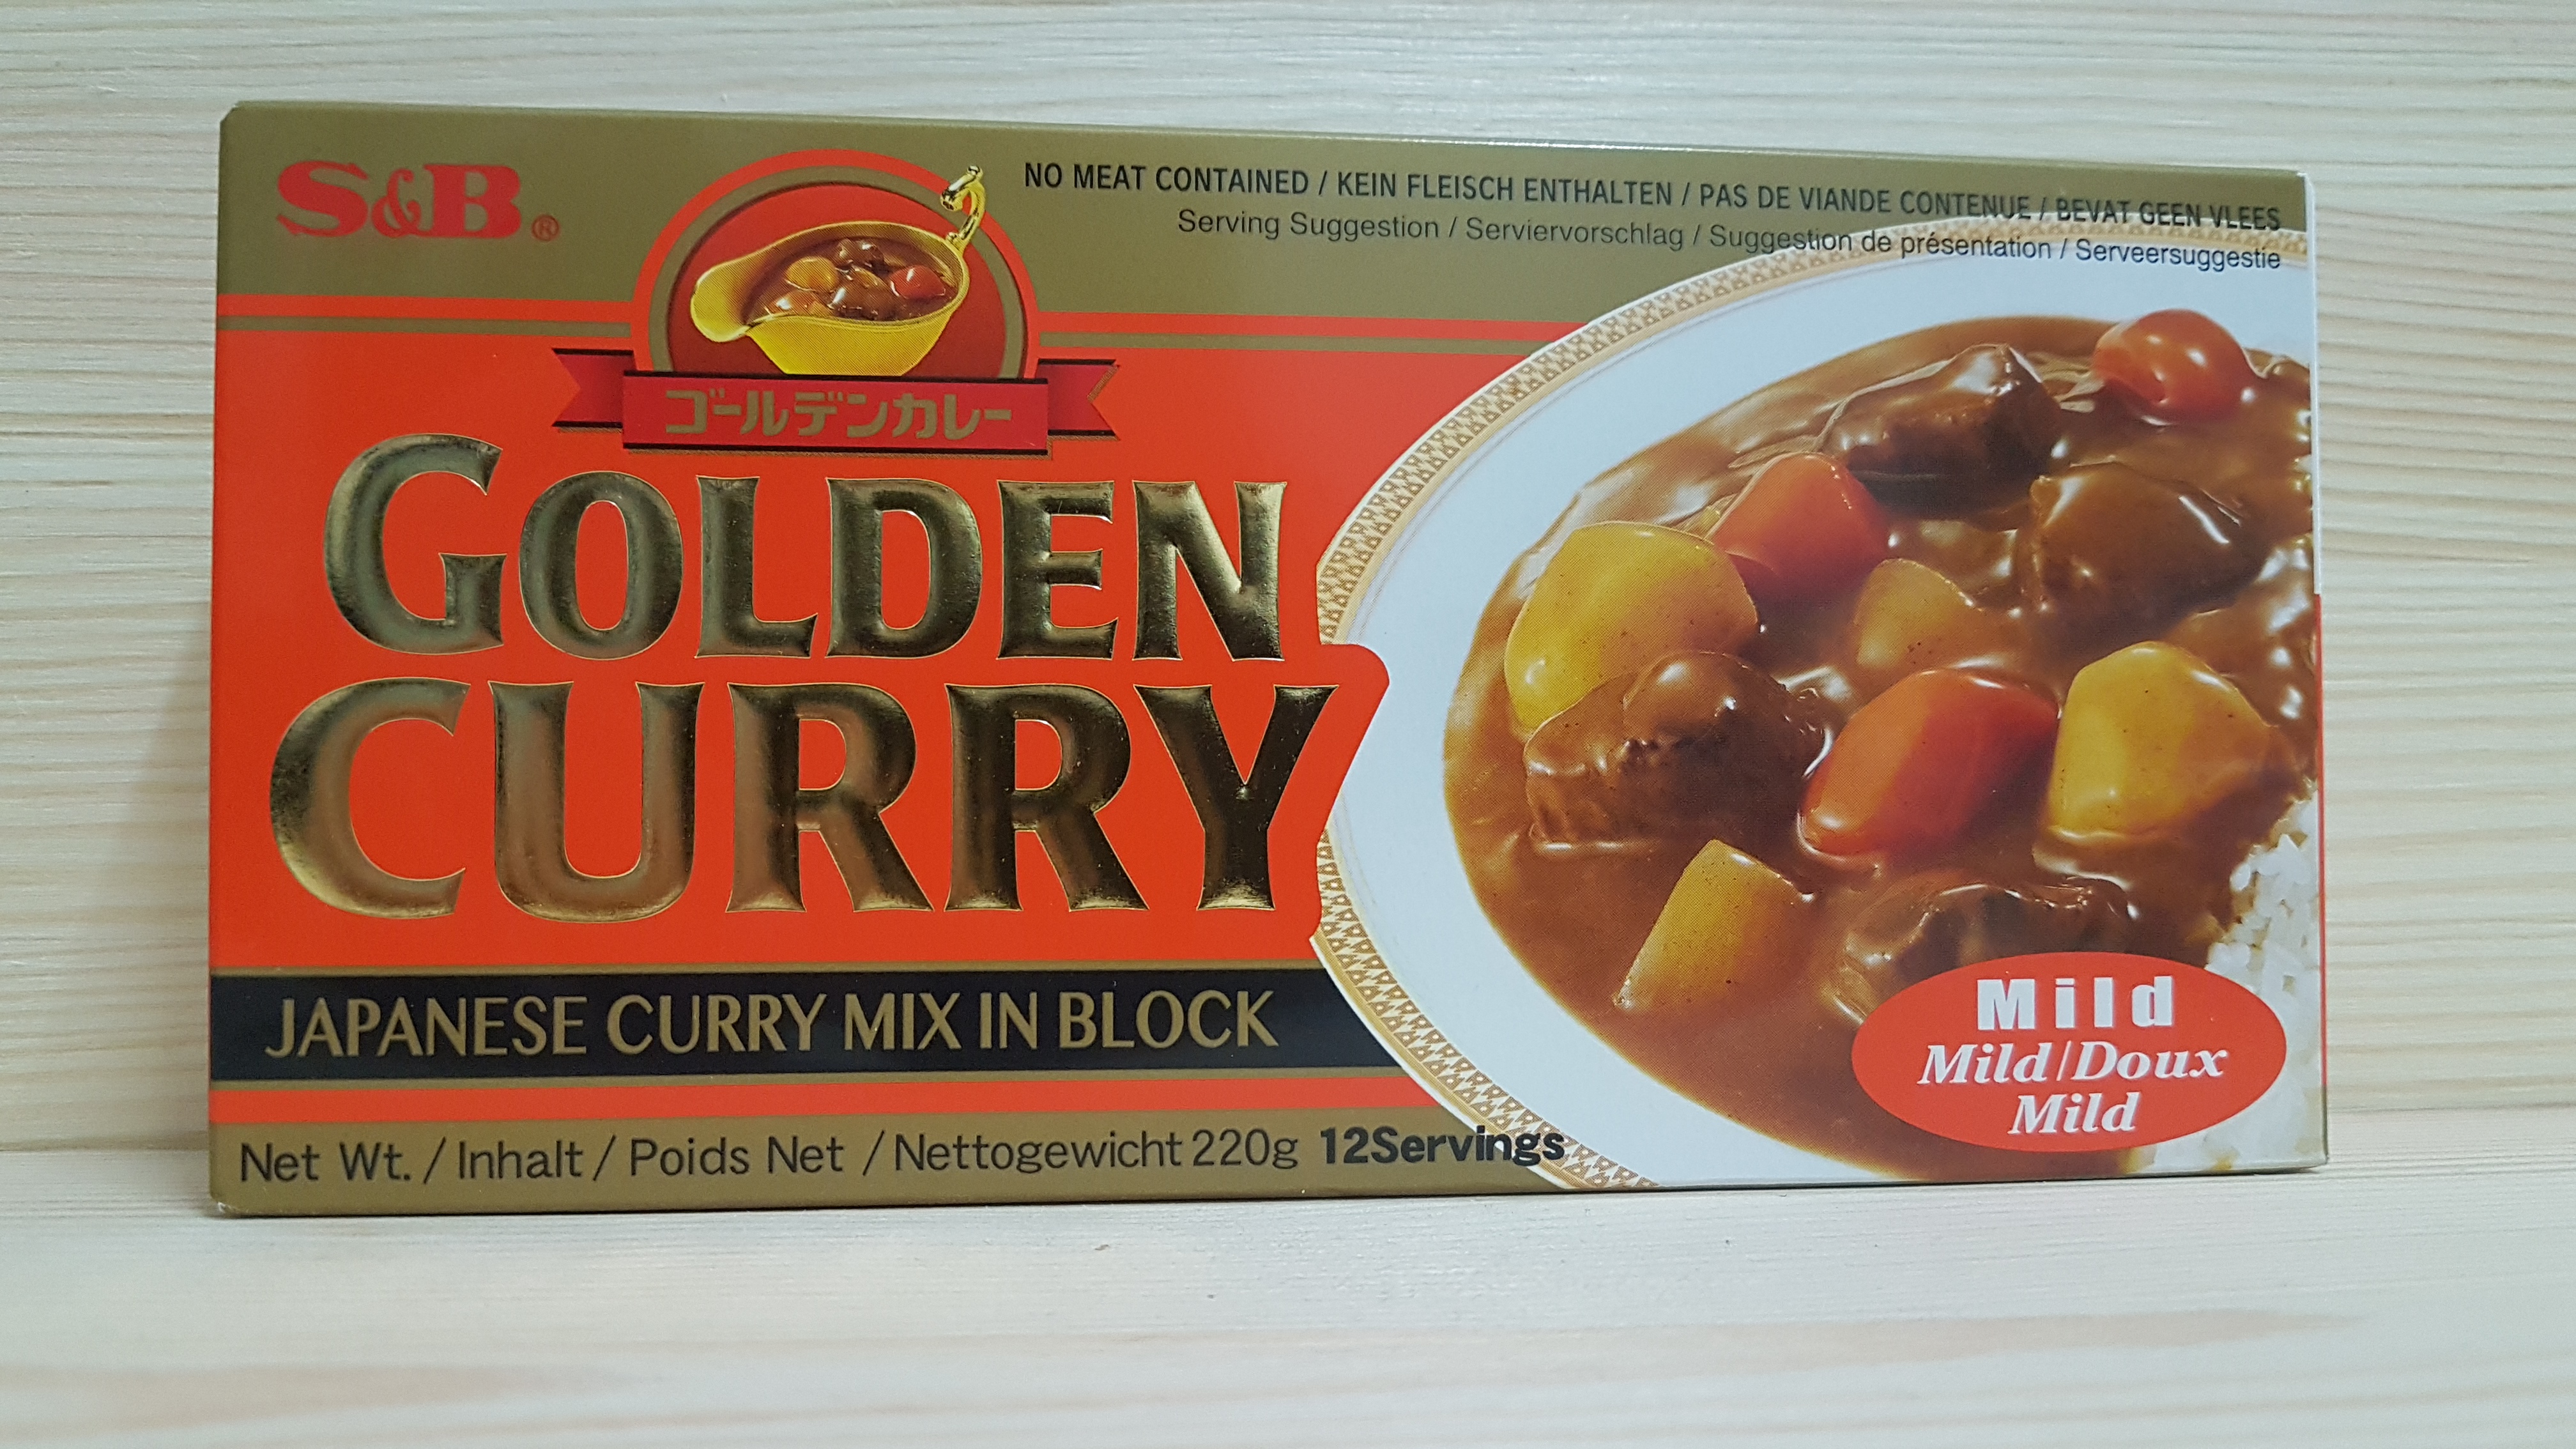 S&B®
NO MEAT CONTAINED / KEIN FLEISCH ENTHALTEN / PAS DE VIANDE CONTENUE / BEVAT GEEN VLEES
Serving Suggestion / Serviervorschlag / Suggestion de présentation / Serveersuggestie
ゴールデンカレー
GOLDEN
CURRY
JAPANESE CURRY MIX IN BLOCK
Mild
Mild/Doux
Mild
Net Wt. / Inhalt / Poids Net / Nettogewicht 220g 12Servings